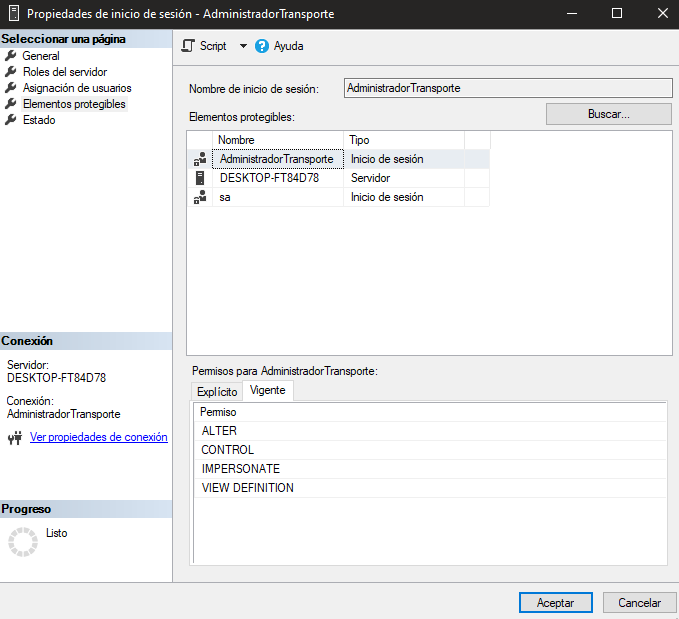 Propiedades de inicio de sesión - AdministradorTransporte
Seleccionar una página
General
Roles del servidor
Asignación de usuarios
Elementos protegibles
Estado
Script
Ayuda
Nombre de inicio de sesión:
AdministradorTransporte
Elementos protegibles:
Buscar...
Nombre Tipo
AdministradorTransporte Inicio de sesión
DESKTOP-FT84D78 Servidor
sa Inicio de sesión
Conexión
Servidor:
DESKTOP-FT84D78
Conexión:
AdministradorTransporte
Ver propiedades de conexión
Progreso
Listo
Permisos para AdministradorTransporte:
Explícito Vigente
Permiso
ALTER
CONTROL
IMPERSONATE
VIEW DEFINITION
Aceptar Cancelar